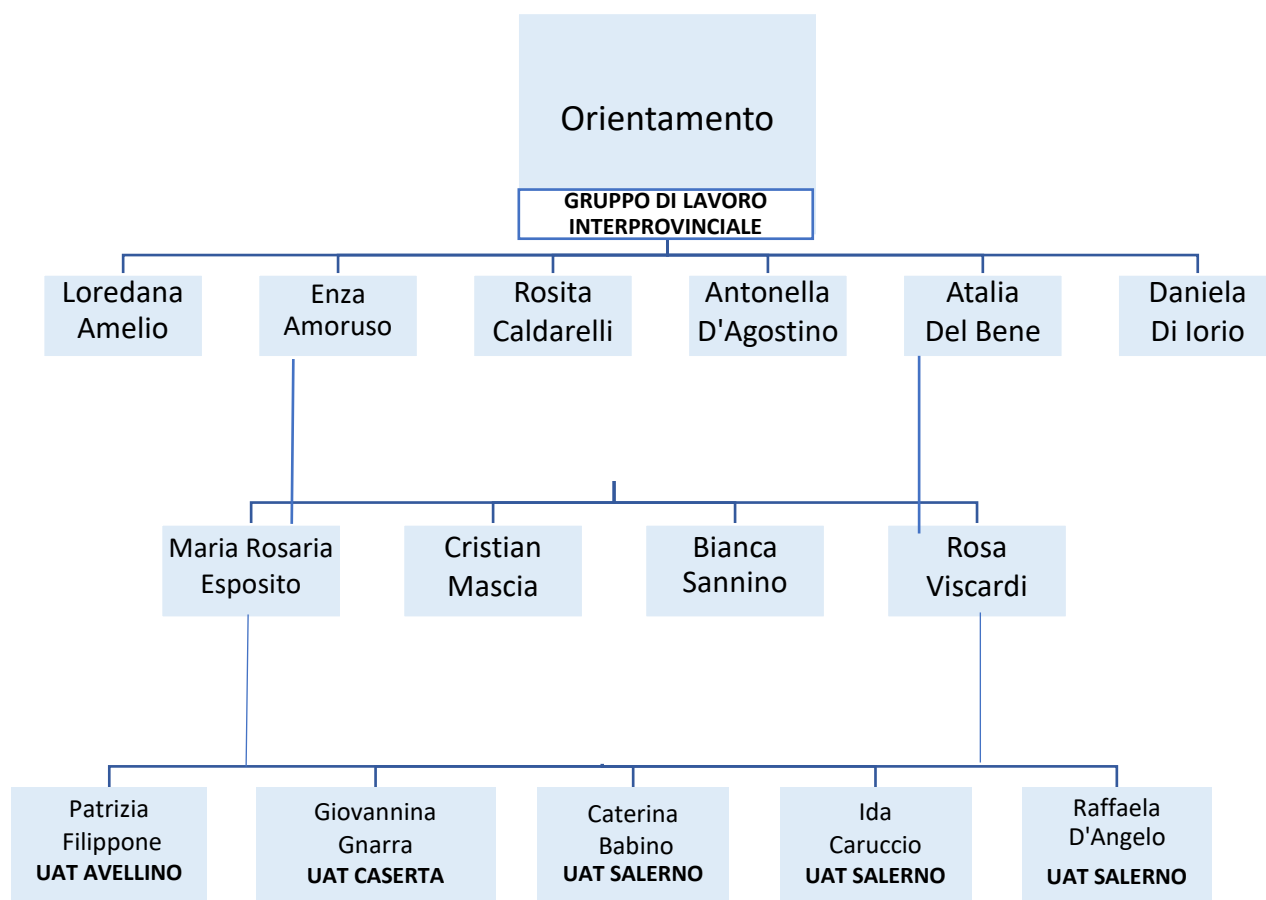 Orientamento
GRUPPO DI LAVORO
INTERPROVINCIALE
Loredana
Amelio
Enza
Amoruso
Rosita
Caldarelli
Antonella
D'Agostino
Atalia
Del Bene
Daniela
Di Iorio
Maria Rosaria
Esposito
Cristian
Mascia
Bianca
Sannino
Rosa
Viscardi
Patrizia
Filippone
UAT AVELLINO
Giovannina
Gnarra
UAT CASERTA
Caterina
Babino
UAT SALERNO
Ida
Caruccio
UAT SALERNO
Raffaela
D'Angelo
UAT SALERNO